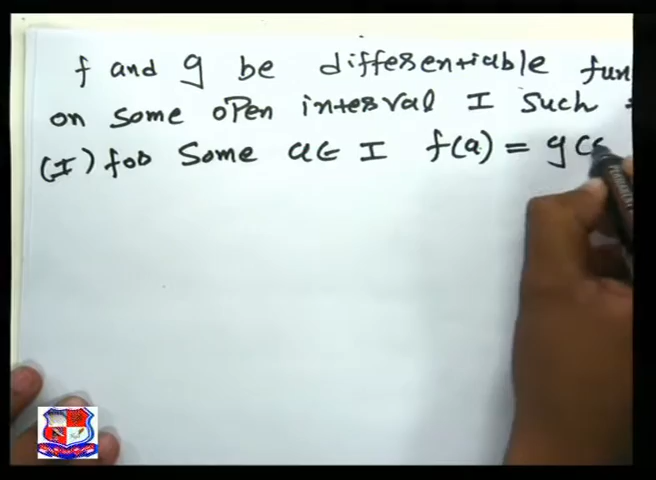 f and g be differentiable fun
on some open interval I such
(I) for some a ∈ I f(a) = g(